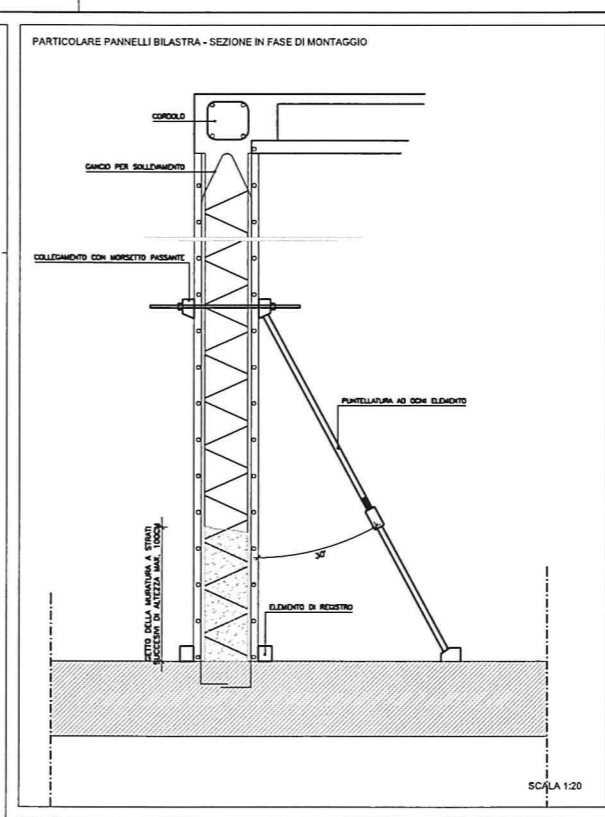 PARTICOLARE PANNELLI BILASTRA - SEZIONE IN FASE DI MONTAGGIO
CORDOLO
GANCIO PER SOLLEVAMENTO
COLLEGAMENTO CON MORSETTO PASSANTE
PUNTELLATURA AD OGNI ELEMENTO
30°
GETTO DELLA MURATURA A STRATI
SUCCESIVI DI ALTEZZA MAX. 100CM
ELEMENTO DI REGISTRO
SCALA 1:20